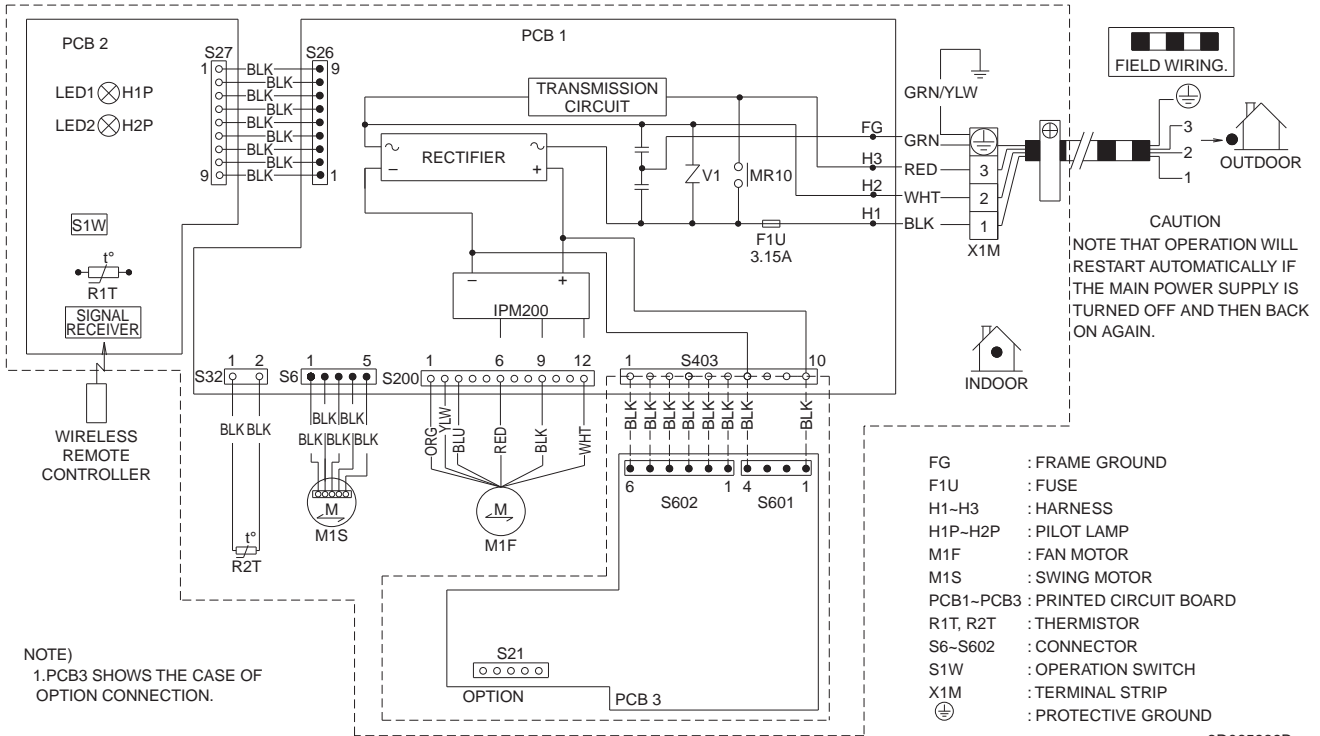 PCB 2
LED1 H1P
LED2 H2P
S1W
t°
R1T
SIGNAL
RECEIVER
WIRELESS
REMOTE
CONTROLLER
S27
1
9
BLK
BLK
BLK
BLK
BLK
BLK
BLK
BLK
BLK
S26
9
1
PCB 1
TRANSMISSION
CIRCUIT
RECTIFIER
− +
V1
MR10
F1U
3.15A
− +
IPM200
FG
H3
H2
H1
GRN/YLW
GRN
RED
WHT
BLK
3
2
1
X1M
FIELD WIRING.
3
2
1
OUTDOOR
CAUTION
NOTE THAT OPERATION WILL
RESTART AUTOMATICALLY IF
THE MAIN POWER SUPPLY IS
TURNED OFF AND THEN BACK
ON AGAIN.
INDOOR
1 2
S32
BLK BLK
t°
R2T
1 5
S6
BLK BLK
BLK BLK BLK
M
M1S
1 6 9 12
S200
ORG
YLW
BLU
RED
BLK
WHT
M
M1F
1 S403 10
BLK
BLK
BLK
BLK
BLK
BLK
BLK
BLK
6 1 4 1
S602 S601
S21
OPTION
PCB 3
NOTE)
1.PCB3 SHOWS THE CASE OF
OPTION CONNECTION.
FG : FRAME GROUND
F1U : FUSE
H1~H3 : HARNESS
H1P~H2P : PILOT LAMP
M1F : FAN MOTOR
M1S : SWING MOTOR
PCB1~PCB3 : PRINTED CIRCUIT BOARD
R1T, R2T : THERMISTOR
S6~S602 : CONNECTOR
S1W : OPERATION SWITCH
X1M : TERMINAL STRIP
: PROTECTIVE GROUND